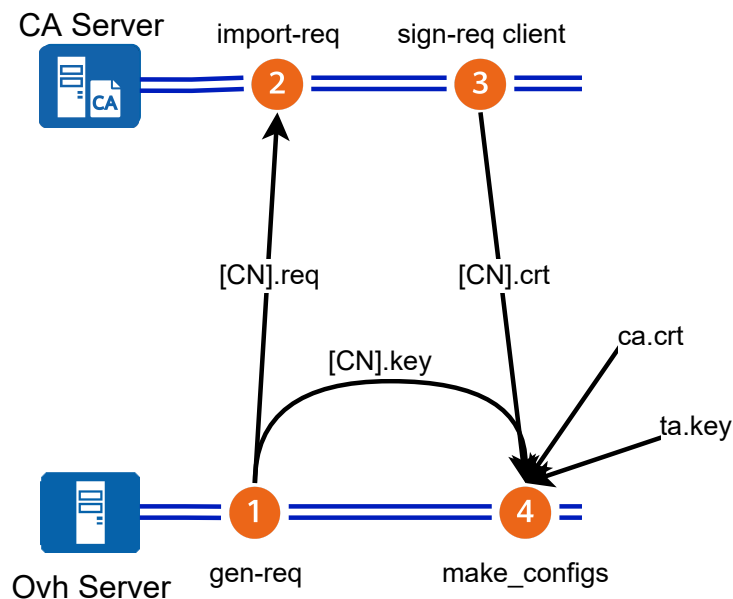 CA Server
import-req
sign-req client
CA
2
3
[CN].req
[CN].crt
ca.crt
[CN].key
ta.key
1
4
gen-req
make_configs
Ovh Server